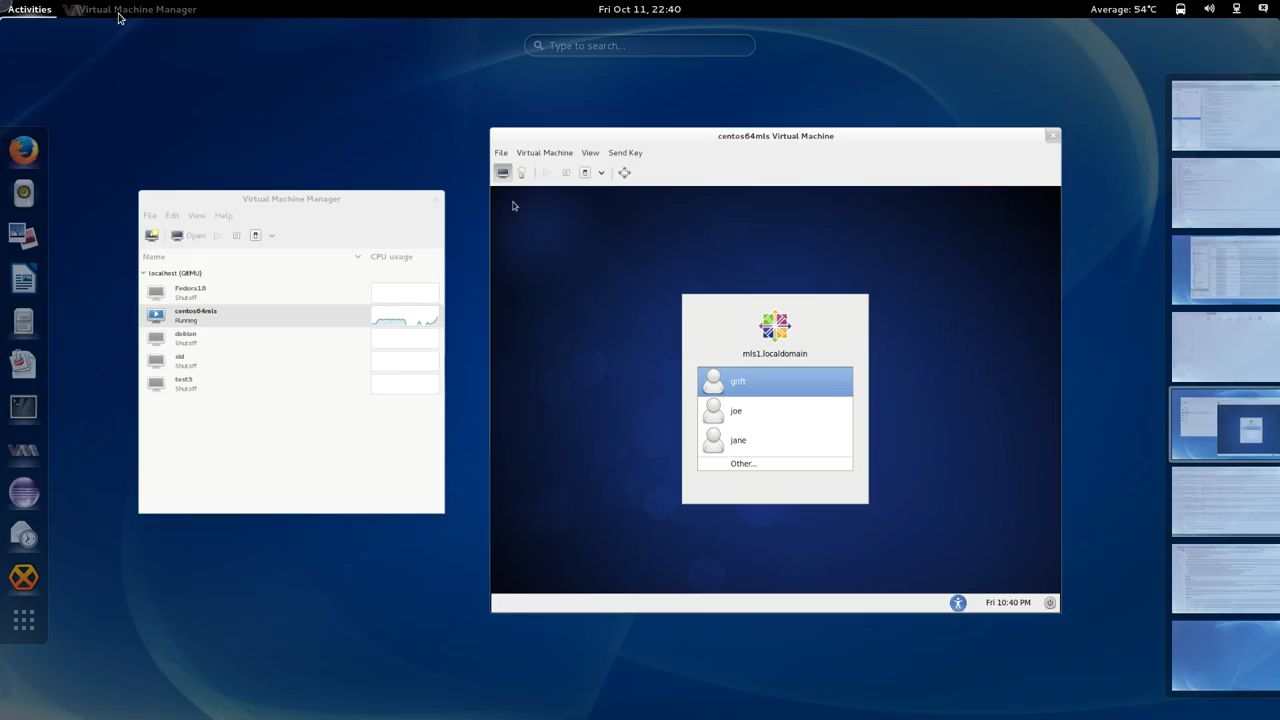 Activities Virtual Machine Manager Fri Oct 11, 22:40 Average: 54°C
Type to search...
centos64mls Virtual Machine
File Virtual Machine View Send Key
Virtual Machine Manager
File Edit View Help
Open
Name CPU usage
localhost (QEMU)
Fedora18
Shutoff
centos64mls
Running
debian
Shutoff
sid
Shutoff
test3
Shutoff
mls1.localdomain
grift
joe
jane
Other...
Fri 10:40 PM